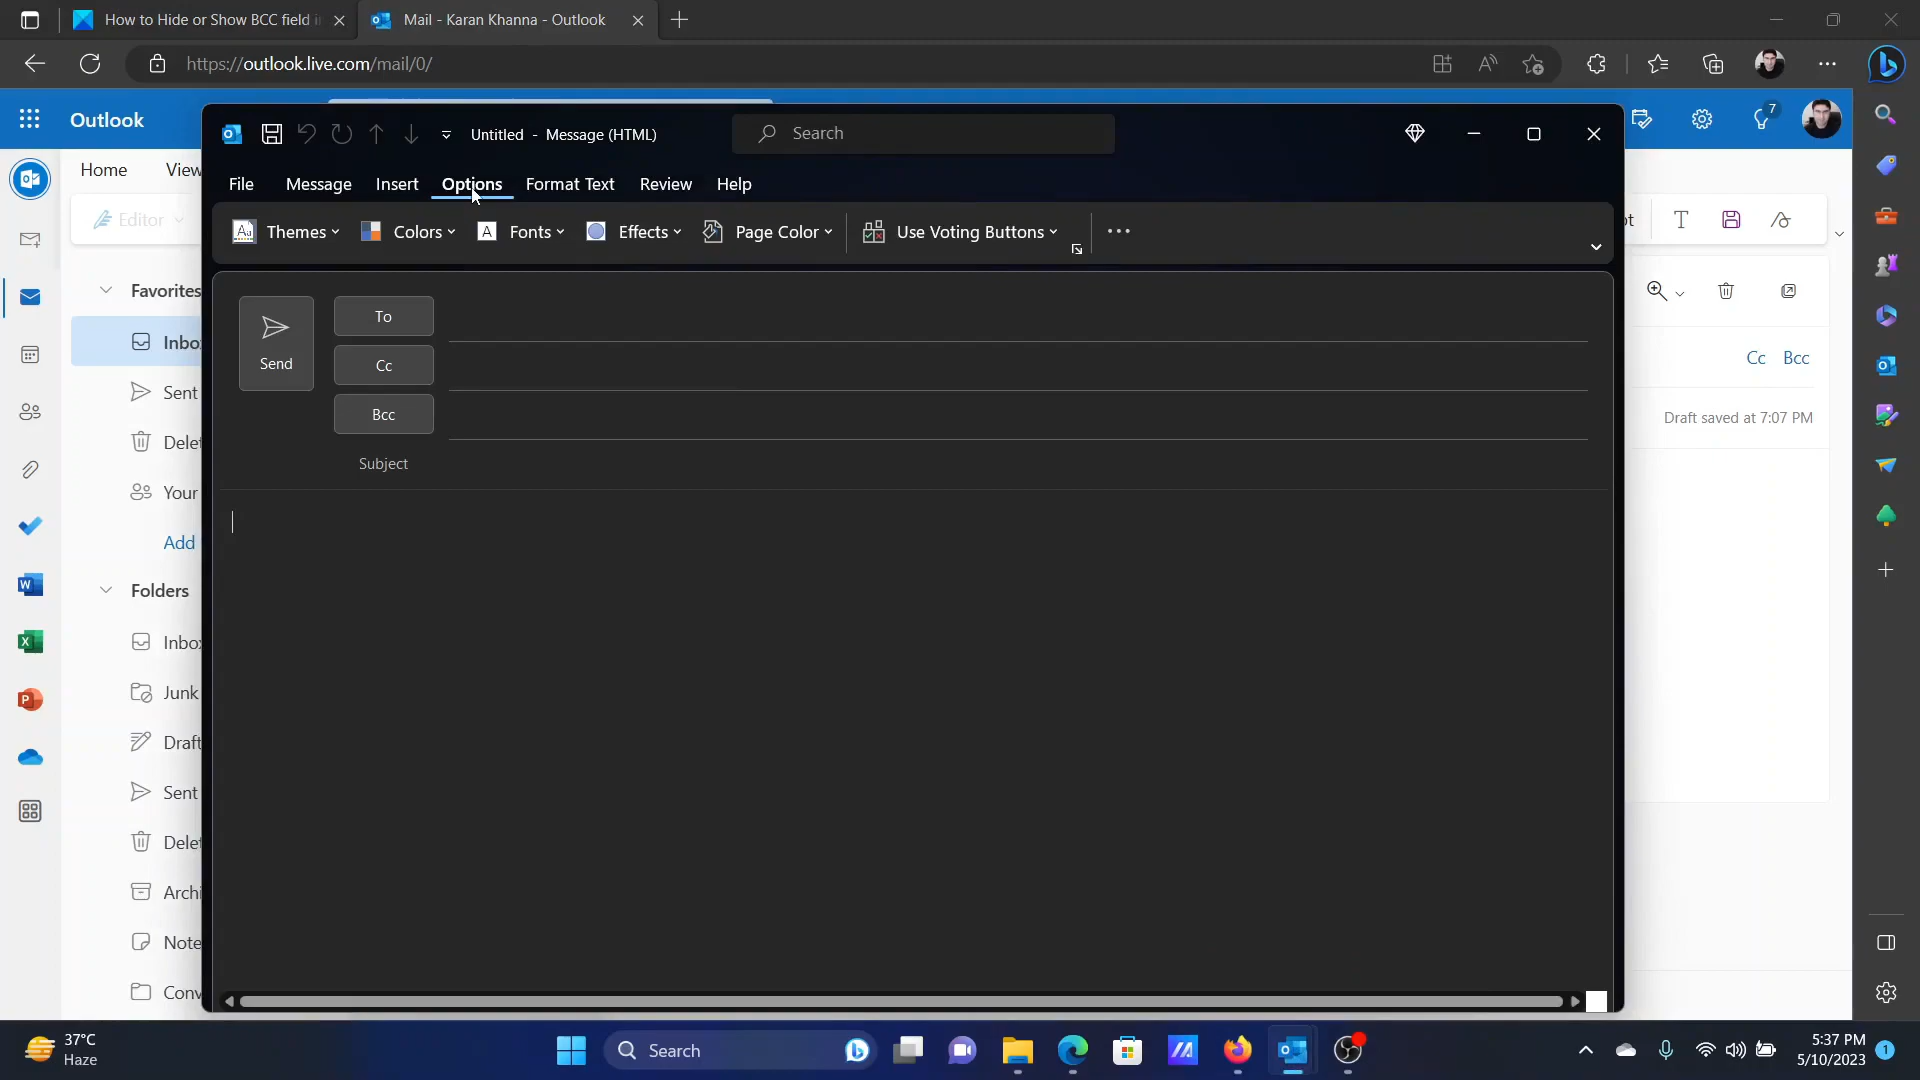 How to Hide or Show BCC field i
Mail - Karan Khanna - Outlook
https://outlook.live.com/mail/0/
Outlook
7
Untitled - Message (HTML)
Search
Home
View
File
Message
Insert
Options
Format Text
Review
Help
Editor
Themes
Colors
Fonts
Effects
Page Color
Use Voting Buttons
Favorites
Send
To
Cc
Bcc
Subject
Cc Bcc
Draft saved at 7:07 PM
Inbo
Sent
Delet
Your
Add
Folders
Inbo
Junk
Draft
Sent
Delet
Archi
Note
Conv
37°C
Haze
Search
5:37 PM
5/10/2023
1